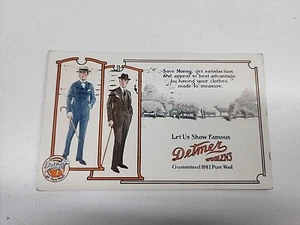 Save Money, get satisfaction
and appear to best advantage
by having your clothes
made to measure.
Let Us Show Famous
Detmer
WOOLENS
Guaranteed 100% Pure Wool
Detmer